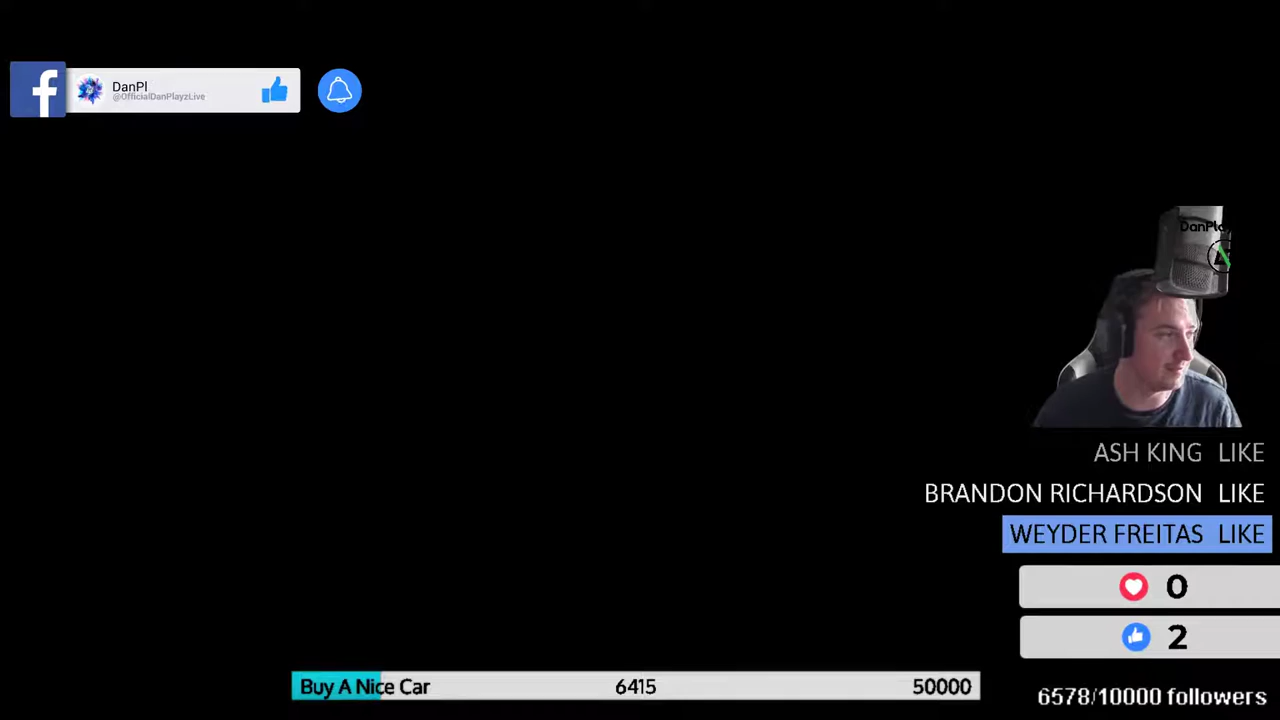 DanPl
@OfficialDanPlayzLive
DanPla
ASH KING LIKE
BRANDON RICHARDSON LIKE
WEYDER FREITAS LIKE
0
2
Buy A Nice Car 6415 50000
6578/10000 followers